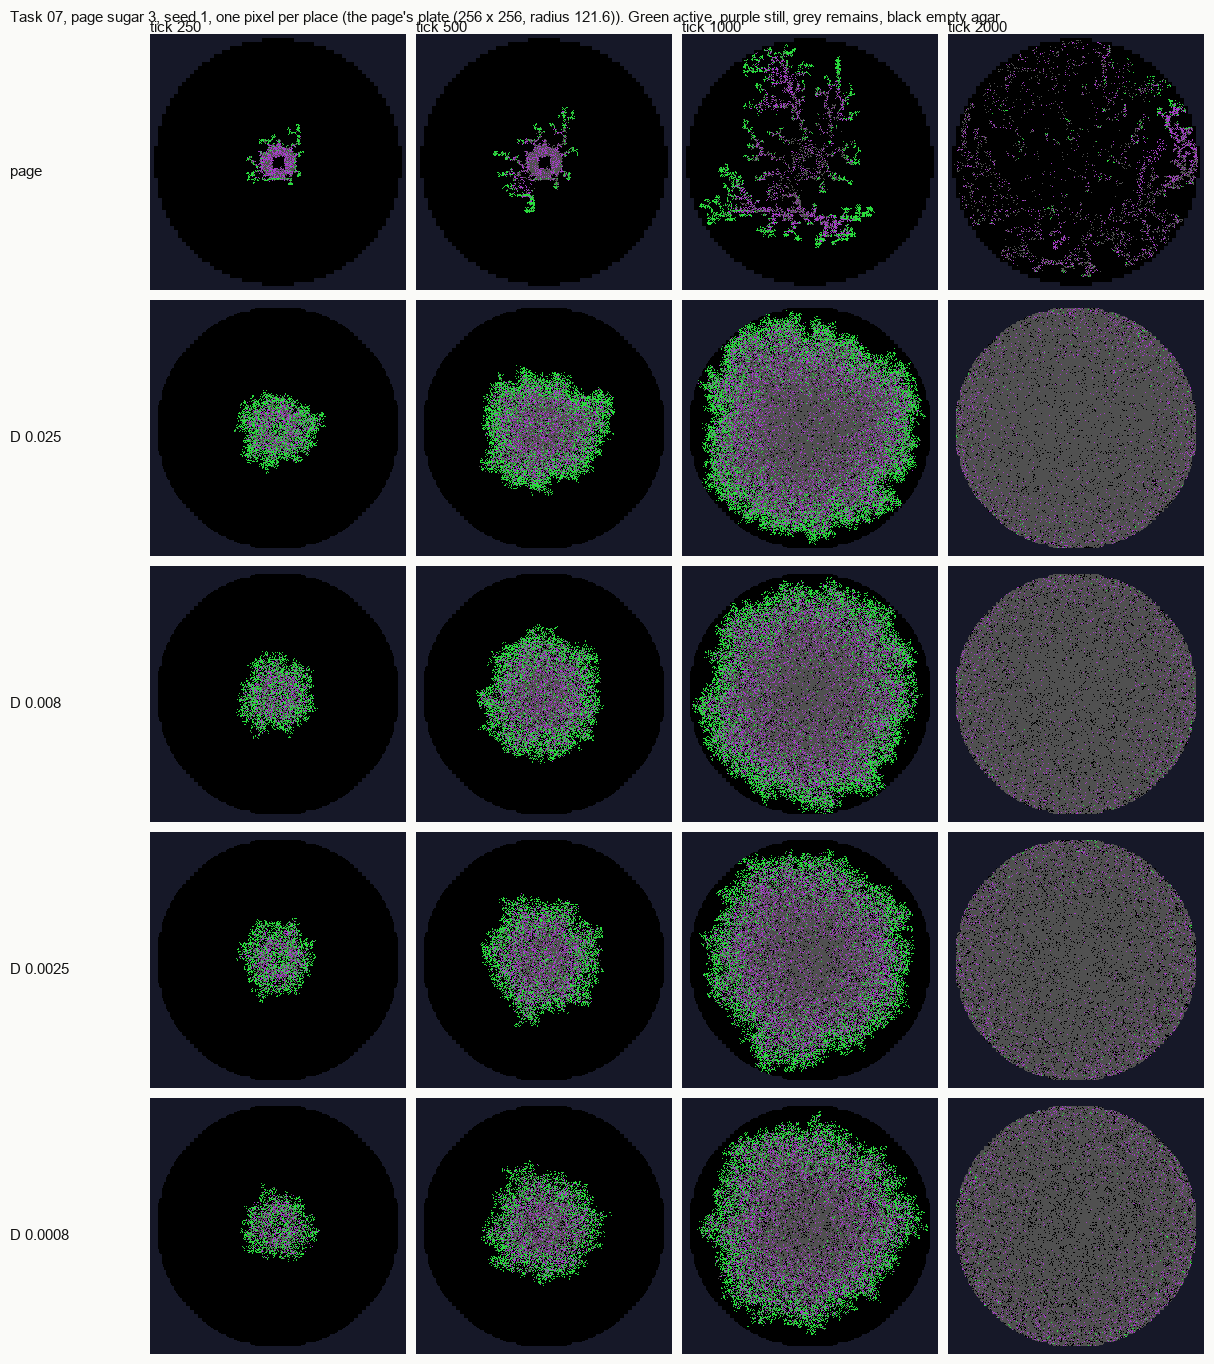 Task 07, page sugar 3, seed 1, one pixel per place (the page's plate (256 x 256, radius 121.6)). Green active, purple still, grey remains, black empty agar.
tick 250 tick 500 tick 1000 tick 2000
page
D 0.025
D 0.008
D 0.0025
D 0.0008